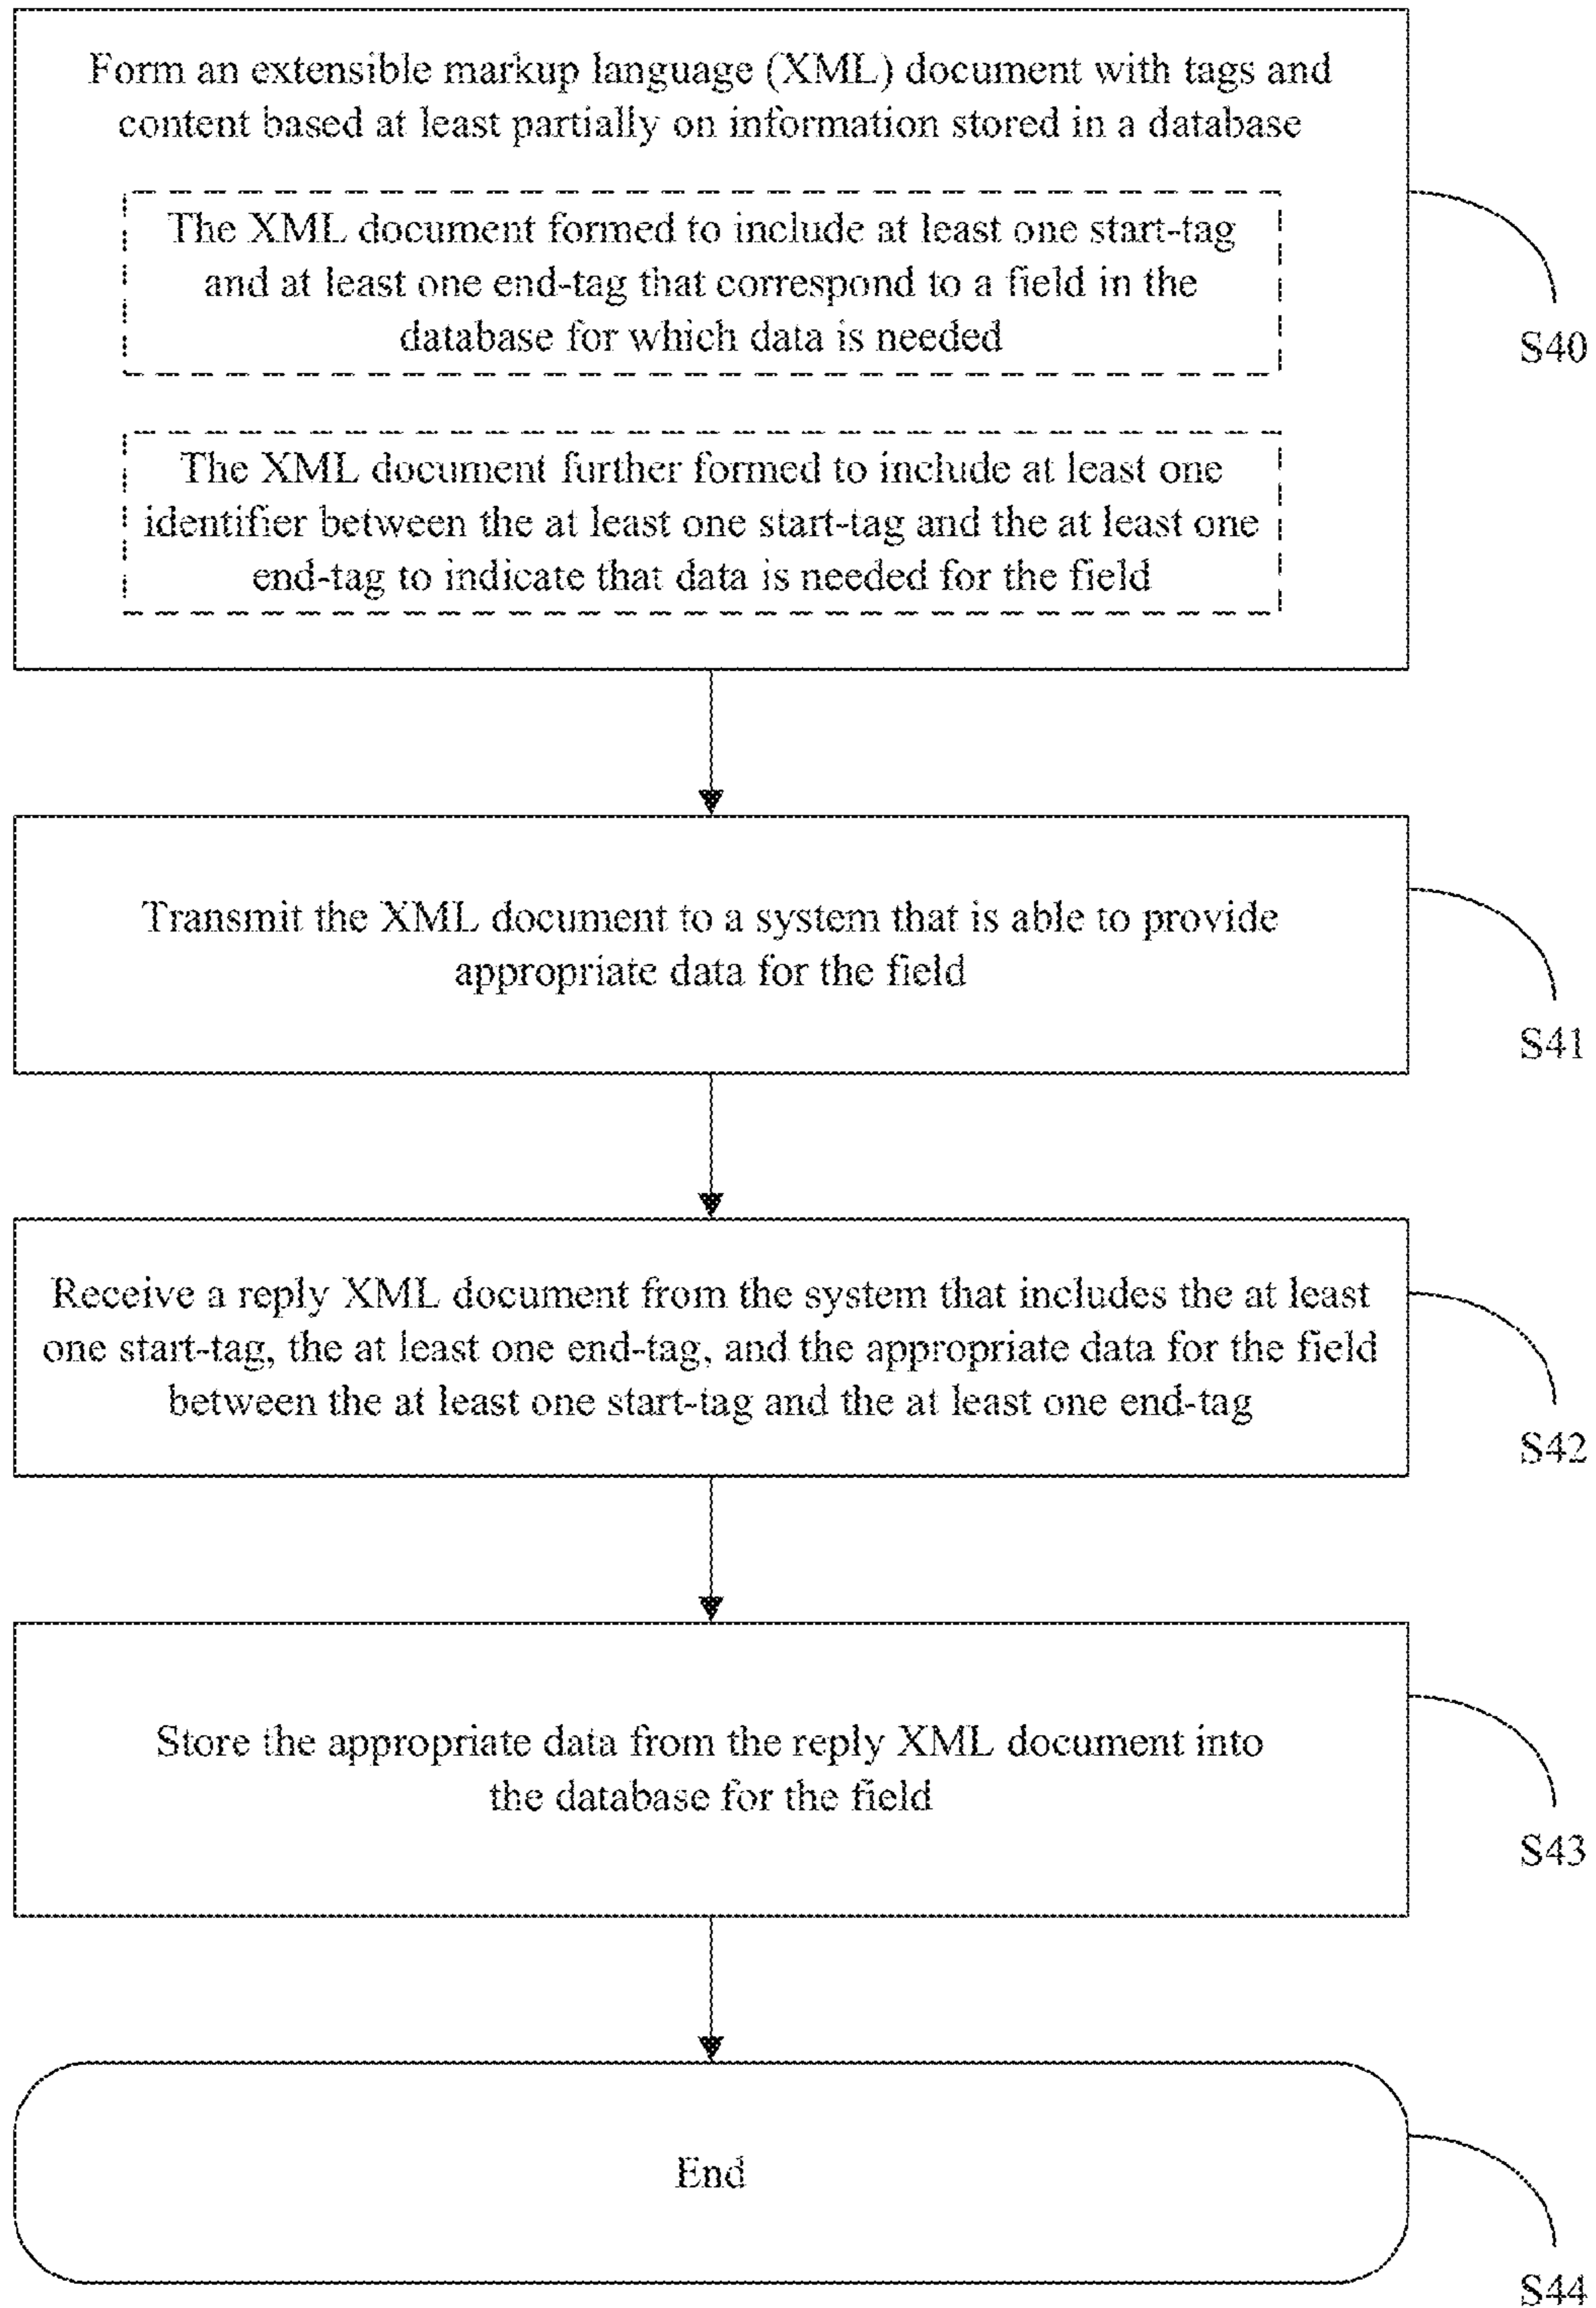 Form an extensible markup language (XML) document with tags and
content based at least partially on information stored in a database
The XML document formed to include at least one start-tag
and at least one end-tag that correspond to a field in the
database for which data is needed
S40
The XML document further formed to include at least one
identifier between the at least one start-tag and the at least one
end-tag to indicate that data is needed for the field
Transmit the XML document to a system that is able to provide
appropriate data for the field
S41
Receive a reply XML document from the system that includes the at least
one start-tag, the at least one end-tag, and the appropriate data for the field
between the at least one start-tag and the at least one end-tag
S42
Store the appropriate data from the reply XML document into
the database for the field
S43
End
S44